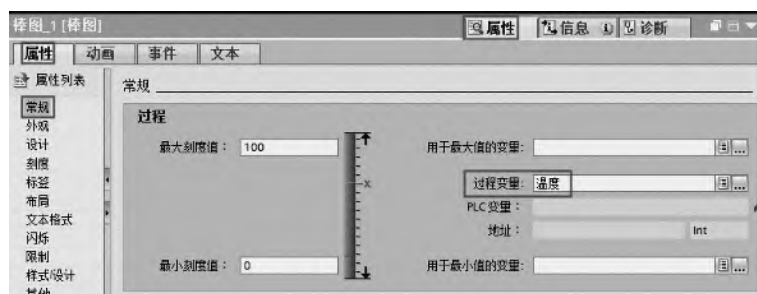 棒图_1 [棒图]
属性 信息 诊断
属性 动画 事件 文本
属性列表
常规
外观
设计
刻度
标签
布局
文本格式
闪烁
限制
样式/设计
其他
常规
过程
最大刻度值： 100
用于最大值的变量:
x
过程变量: 温度
PLC 变量：
地址： Int
最小刻度值： 0
用于最小值的变量: